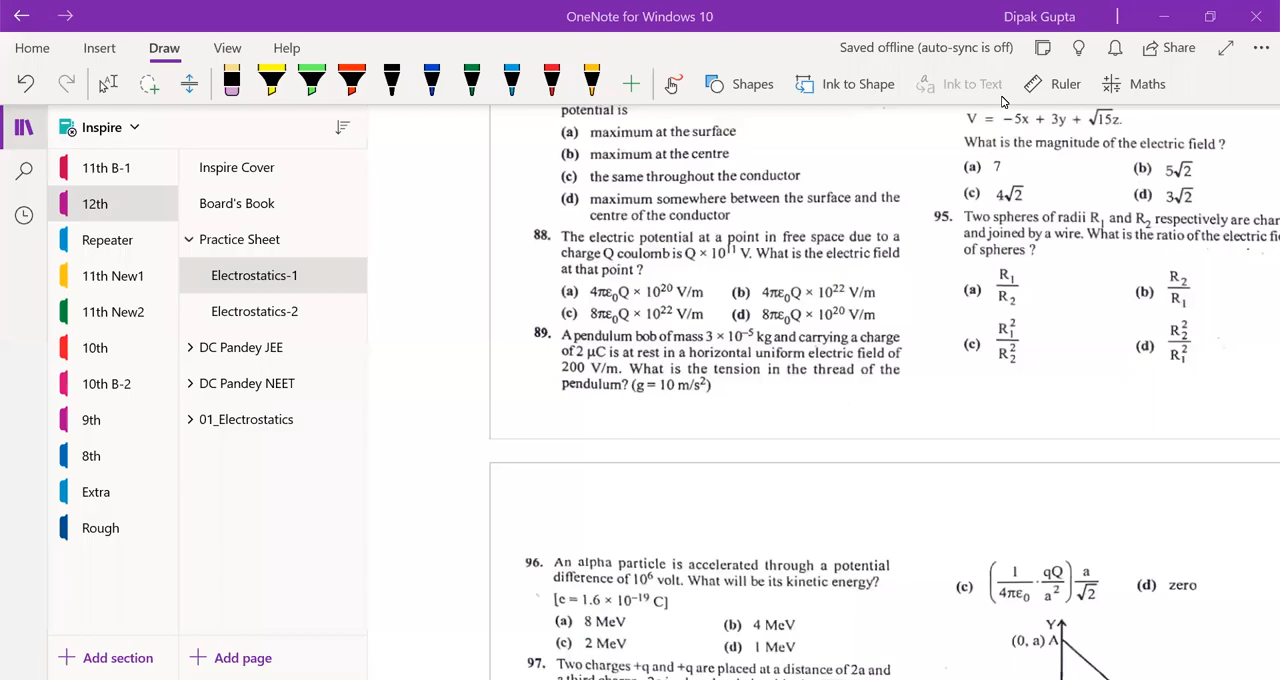 OneNote for Windows 10
Dipak Gupta
Home Insert Draw View Help
Saved offline (auto-sync is off)
Share
Shapes
Ink to Shape
Ink to Text
Ruler
Maths
Inspire
11th B-1
12th
Repeater
11th New1
11th New2
10th
10th B-2
9th
8th
Extra
Rough
Add section
Inspire Cover
Board's Book
Practice Sheet
Electrostatics-1
Electrostatics-2
DC Pandey JEE
DC Pandey NEET
01_Electrostatics
Add page
potential is
(a) maximum at the surface
(b) maximum at the centre
(c) the same throughout the conductor
(d) maximum somewhere between the surface and the
centre of the conductor
88. The electric potential at a point in free space due to a
charge Q coulomb is Q × 10¹¹ V. What is the electric field
at that point ?
(a) 4πε₀Q × 10²⁰ V/m (b) 4πε₀Q × 10²² V/m
(c) 8πε₀Q × 10²² V/m (d) 8πε₀Q × 10²⁰ V/m
89. A pendulum bob of mass 3 × 10⁻⁵ kg and carrying a charge
of 2 μC is at rest in a horizontal uniform electric field of
200 V/m. What is the tension in the thread of the
pendulum? (g = 10 m/s²)
V = −5x + 3y + √15z.
What is the magnitude of the electric field ?
(a) 7 (b) 5√2
(c) 4√2 (d) 3√2
95. Two spheres of radii R₁ and R₂ respectively are char
and joined by a wire. What is the ratio of the electric fi
of spheres ?
(a) R₁/R₂ (b) R₂/R₁
(c) R₁²/R₂² (d) R₂²/R₁²
96. An alpha particle is accelerated through a potential
difference of 10⁶ volt. What will be its kinetic energy?
[e = 1.6 × 10⁻¹⁹ C]
(a) 8 MeV (b) 4 MeV
(c) 2 MeV (d) 1 MeV
97. Two charges +q and +q are placed at a distance of 2a and
(c) (1/4πε₀ · qQ/a²) a/√2 (d) zero
Y
(0, a) A